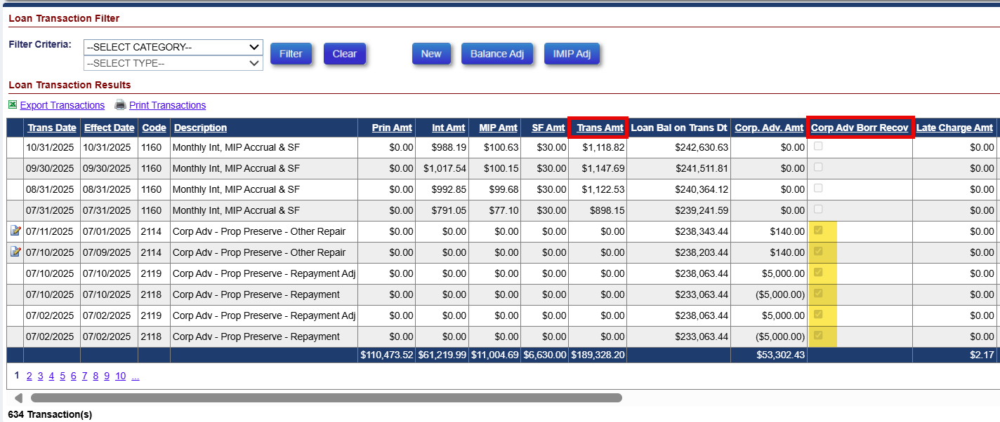 Loan Transaction Filter
Filter Criteria: --SELECT CATEGORY-- Filter Clear New Balance Adj IMIP Adj
--SELECT TYPE--
Loan Transaction Results
Export Transactions Print Transactions
Trans Date Effect Date Code Description Prin Amt Int Amt MIP Amt SF Amt Trans Amt Loan Bal on Trans Dt Corp. Adv. Amt Corp Adv Borr Recov Late Charge Amt
10/31/2025 10/31/2025 1160 Monthly Int, MIP Accrual & SF $0.00 $988.19 $100.63 $30.00 $1,118.82 $242,630.63 $0.00 $0.00
09/30/2025 09/30/2025 1160 Monthly Int, MIP Accrual & SF $0.00 $1,017.54 $100.15 $30.00 $1,147.69 $241,511.81 $0.00 $0.00
08/31/2025 08/31/2025 1160 Monthly Int, MIP Accrual & SF $0.00 $992.85 $99.68 $30.00 $1,122.53 $240,364.12 $0.00 $0.00
07/31/2025 07/31/2025 1160 Monthly Int, MIP Accrual & SF $0.00 $791.05 $77.10 $30.00 $898.15 $239,241.59 $0.00 $0.00
07/11/2025 07/01/2025 2114 Corp Adv - Prop Preserve - Other Repair $0.00 $0.00 $0.00 $0.00 $0.00 $238,343.44 $140.00 $0.00
07/10/2025 07/09/2025 2114 Corp Adv - Prop Preserve - Other Repair $0.00 $0.00 $0.00 $0.00 $0.00 $238,203.44 $140.00 $0.00
07/10/2025 07/10/2025 2119 Corp Adv - Prop Preserve - Repayment Adj $0.00 $0.00 $0.00 $0.00 $0.00 $238,063.44 $5,000.00 $0.00
07/10/2025 07/10/2025 2118 Corp Adv - Prop Preserve - Repayment $0.00 $0.00 $0.00 $0.00 $0.00 $233,063.44 ($5,000.00) $0.00
07/02/2025 07/02/2025 2119 Corp Adv - Prop Preserve - Repayment Adj $0.00 $0.00 $0.00 $0.00 $0.00 $238,063.44 $5,000.00 $0.00
07/02/2025 07/02/2025 2118 Corp Adv - Prop Preserve - Repayment $0.00 $0.00 $0.00 $0.00 $0.00 $233,063.44 ($5,000.00) $0.00
$110,473.52 $61,219.99 $11,004.69 $6,630.00 $189,328.20 $53,302.43 $2.17
1 2 3 4 5 6 7 8 9 10 ...
634 Transaction(s)